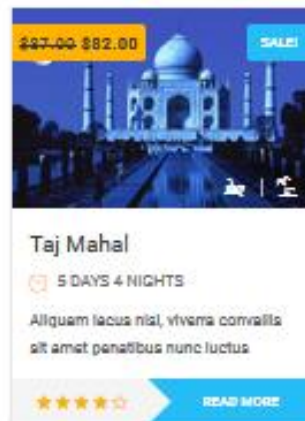 $87.00 $82.00
SALE!
Taj Mahal
5 DAYS 4 NIGHTS
Aliquam lacus nisl, viverra convallis
sit amet penatibus nunc luctus
READ MORE